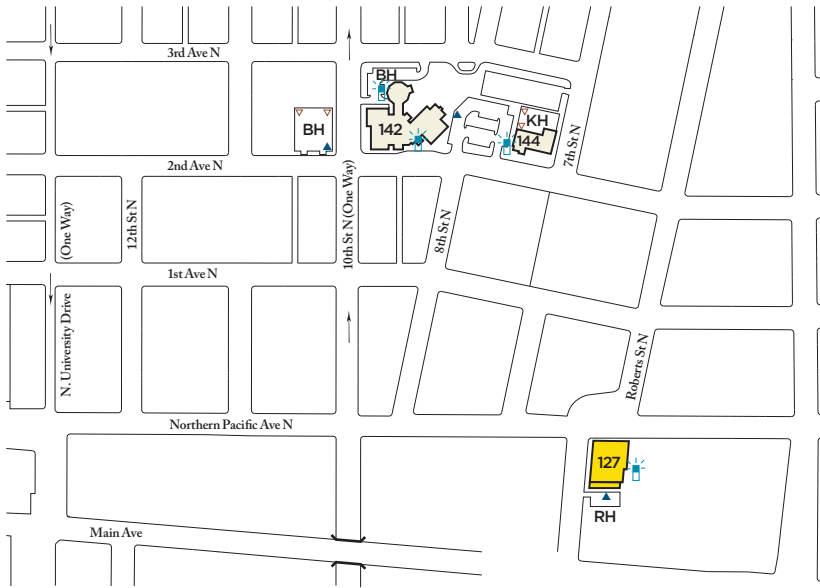 3rd Ave N
BH
142
BH
KH
144
7th St N
2nd Ave N
(One Way)
12th St N
10th St N (One Way)
8th St N
1st Ave N
N. University Drive
Roberts St N
Northern Pacific Ave N
127
RH
Main Ave